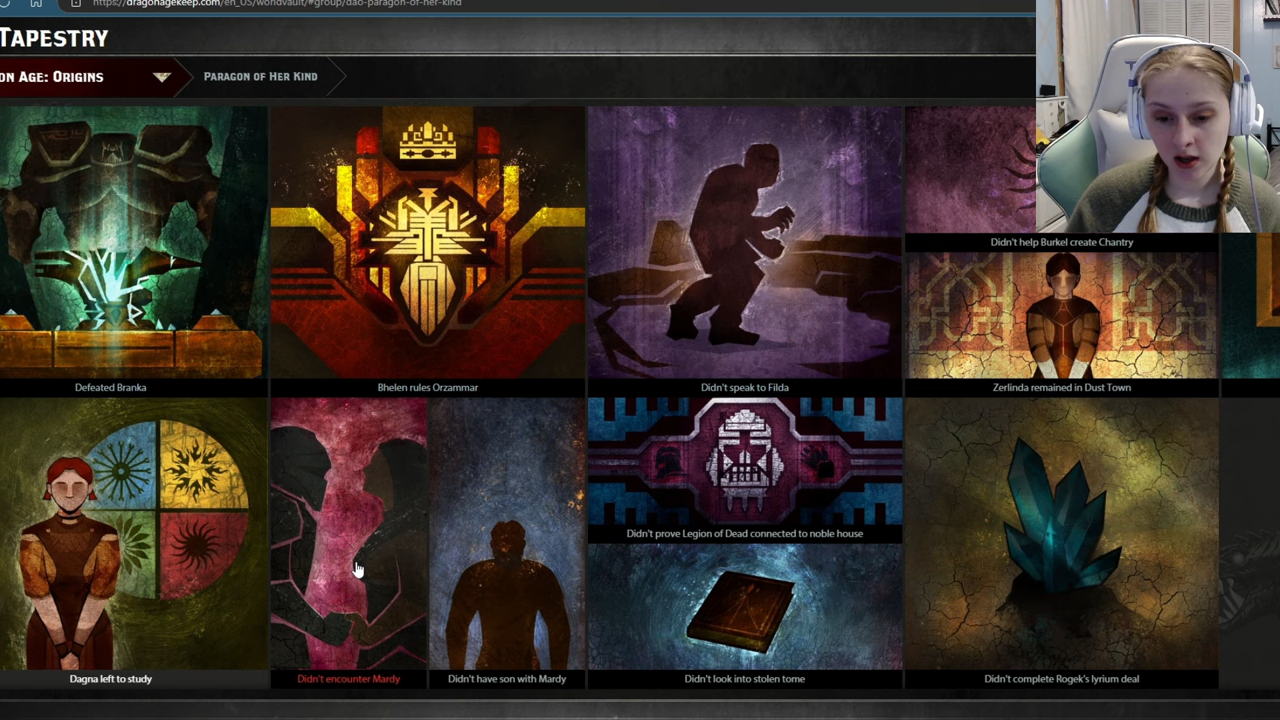 https://dragonagekeep.com/en_US/worldvault/#group/dao-paragon-of-her-kind
Tapestry
on Age: Origins
Paragon of Her Kind
Didn't help Burkel create Chantry
Defeated Branka
Bhelen rules Orzammar
Didn't speak to Filda
Zerlinda remained in Dust Town
Didn't prove Legion of Dead connected to noble house
Dagna left to study
Didn't encounter Mardy
Didn't have son with Mardy
Didn't look into stolen tome
Didn't complete Rogek's lyrium deal